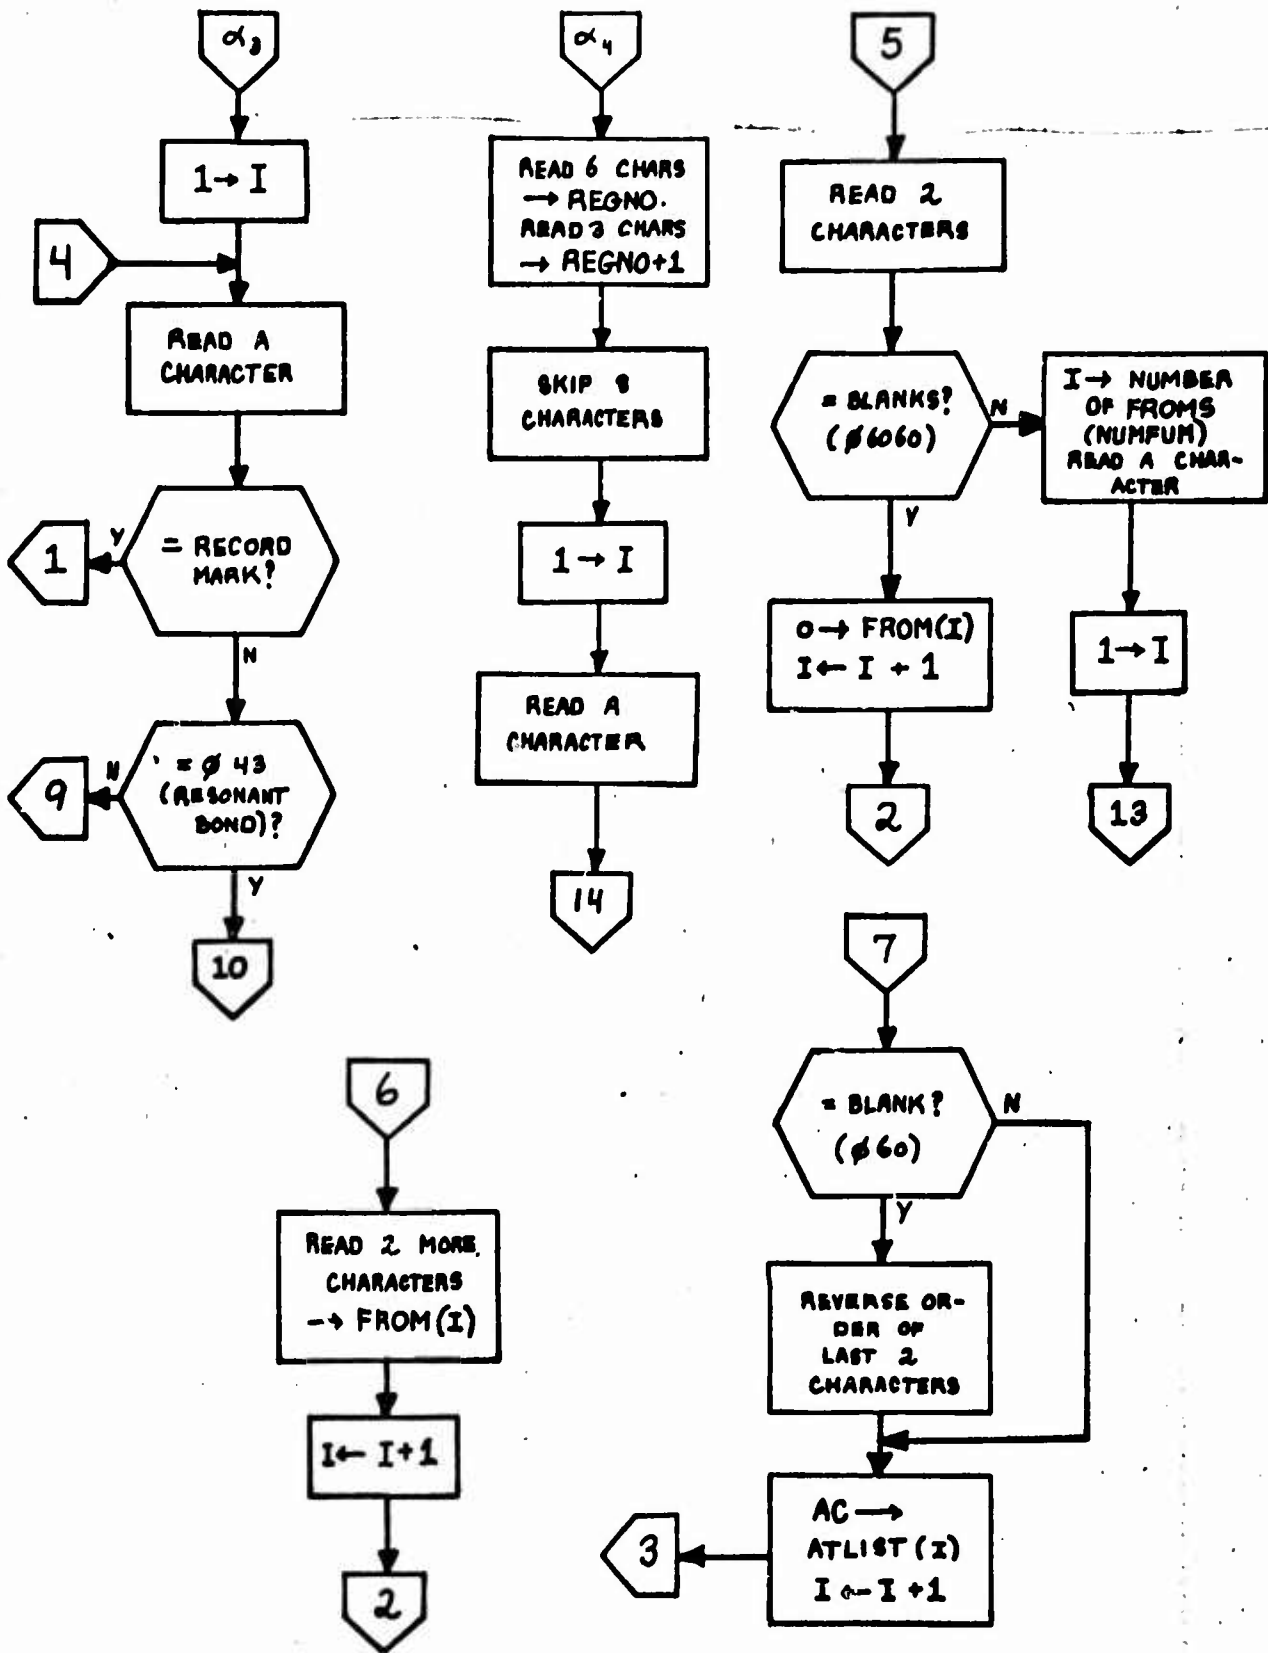 α₃
1→ I
4
READ A
CHARACTER
= RECORD
MARK?
Y
1
N
= ø 43
(RESONANT
BOND)?
N
9
Y
10
α₄
READ 6 CHARS
→ REGNO.
READ 3 CHARS
→ REGNO+1
SKIP 8
CHARACTERS
1→ I
READ A
CHARACTER
14
5
READ 2
CHARACTERS
= BLANKS?
(ø6060)
N
I→ NUMBER
OF FROMS
(NUMFUM)
READ A CHAR-
ACTER
Y
0→ FROM(I)
I← I + 1
2
1→I
13
6
READ 2 MORE
CHARACTERS
→ FROM(I)
I← I+1
2
7
= BLANK?
(ø60)
N
Y
REVERSE OR-
DER OF
LAST 2
CHARACTERS
AC→
ATLIST(I)
I ← I +1
3